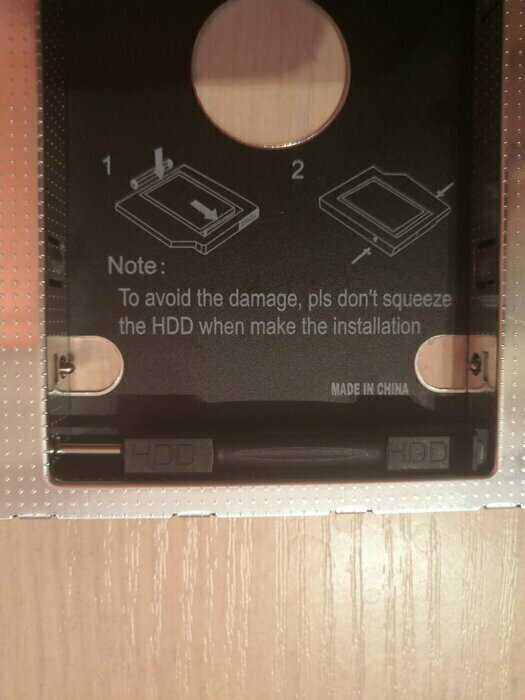 1
2
Note:
To avoid the damage, pls don't squeeze
the HDD when make the installation
MADE IN CHINA
HDD HDD